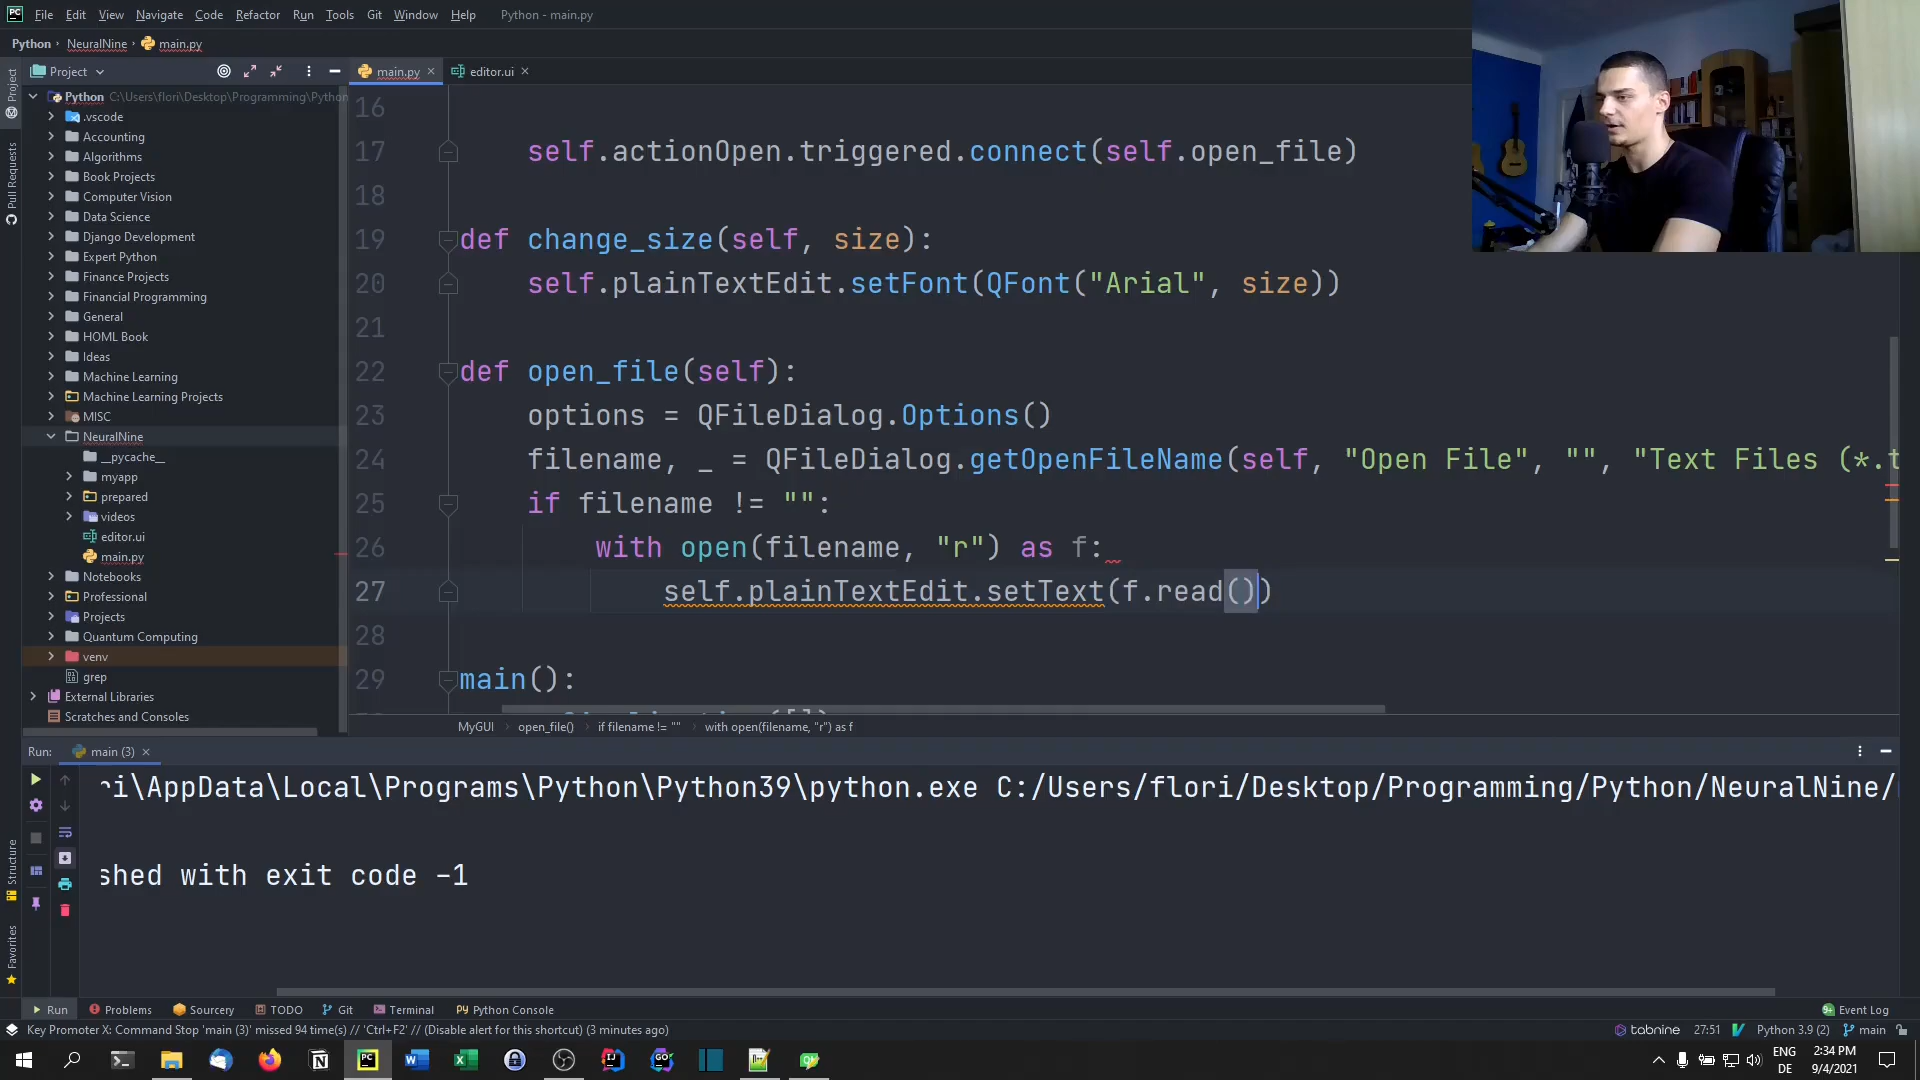 PC File Edit View Navigate Code Refactor Run Tools Git Window Help Python - main.py
Python NeuralNine main.py
Project
main.py
editor.ui
Python C:\Users\flori\Desktop\Programming\Python
.vscode
Accounting
Algorithms
Book Projects
Computer Vision
Data Science
Django Development
Expert Python
Finance Projects
Financial Programming
General
HOML Book
Ideas
Machine Learning
Machine Learning Projects
MISC
NeuralNine
__pycache__
myapp
prepared
videos
editor.ui
main.py
Notebooks
Professional
Projects
Quantum Computing
venv
grep
External Libraries
Scratches and Consoles
Project
Pull Requests
Structure
Favorites
16
17 self.actionOpen.triggered.connect(self.open_file)
18
19 def change_size(self, size):
20 self.plainTextEdit.setFont(QFont("Arial", size))
21
22 def open_file(self):
23 options = QFileDialog.Options()
24 filename, _ = QFileDialog.getOpenFileName(self, "Open File", "", "Text Files (*.t
25 if filename != "":
26 with open(filename, "r") as f:
27 self.plainTextEdit.setText(f.read())
28
29 main():
MyGUI open_file() if filename != "" with open(filename, "r") as f
Run: main (3)
ri\AppData\Local\Programs\Python\Python39\python.exe C:/Users/flori/Desktop/Programming/Python/NeuralNine/
shed with exit code -1
Run Problems Sourcery TODO Git Terminal Python Console Event Log
Key Promoter X: Command Stop 'main (3)' missed 94 time(s) // 'Ctrl+F2' // (Disable alert for this shortcut) (3 minutes ago)
tabnine 27:51 Python 3.9 (2) main
ENG
DE
2:34 PM
9/4/2021